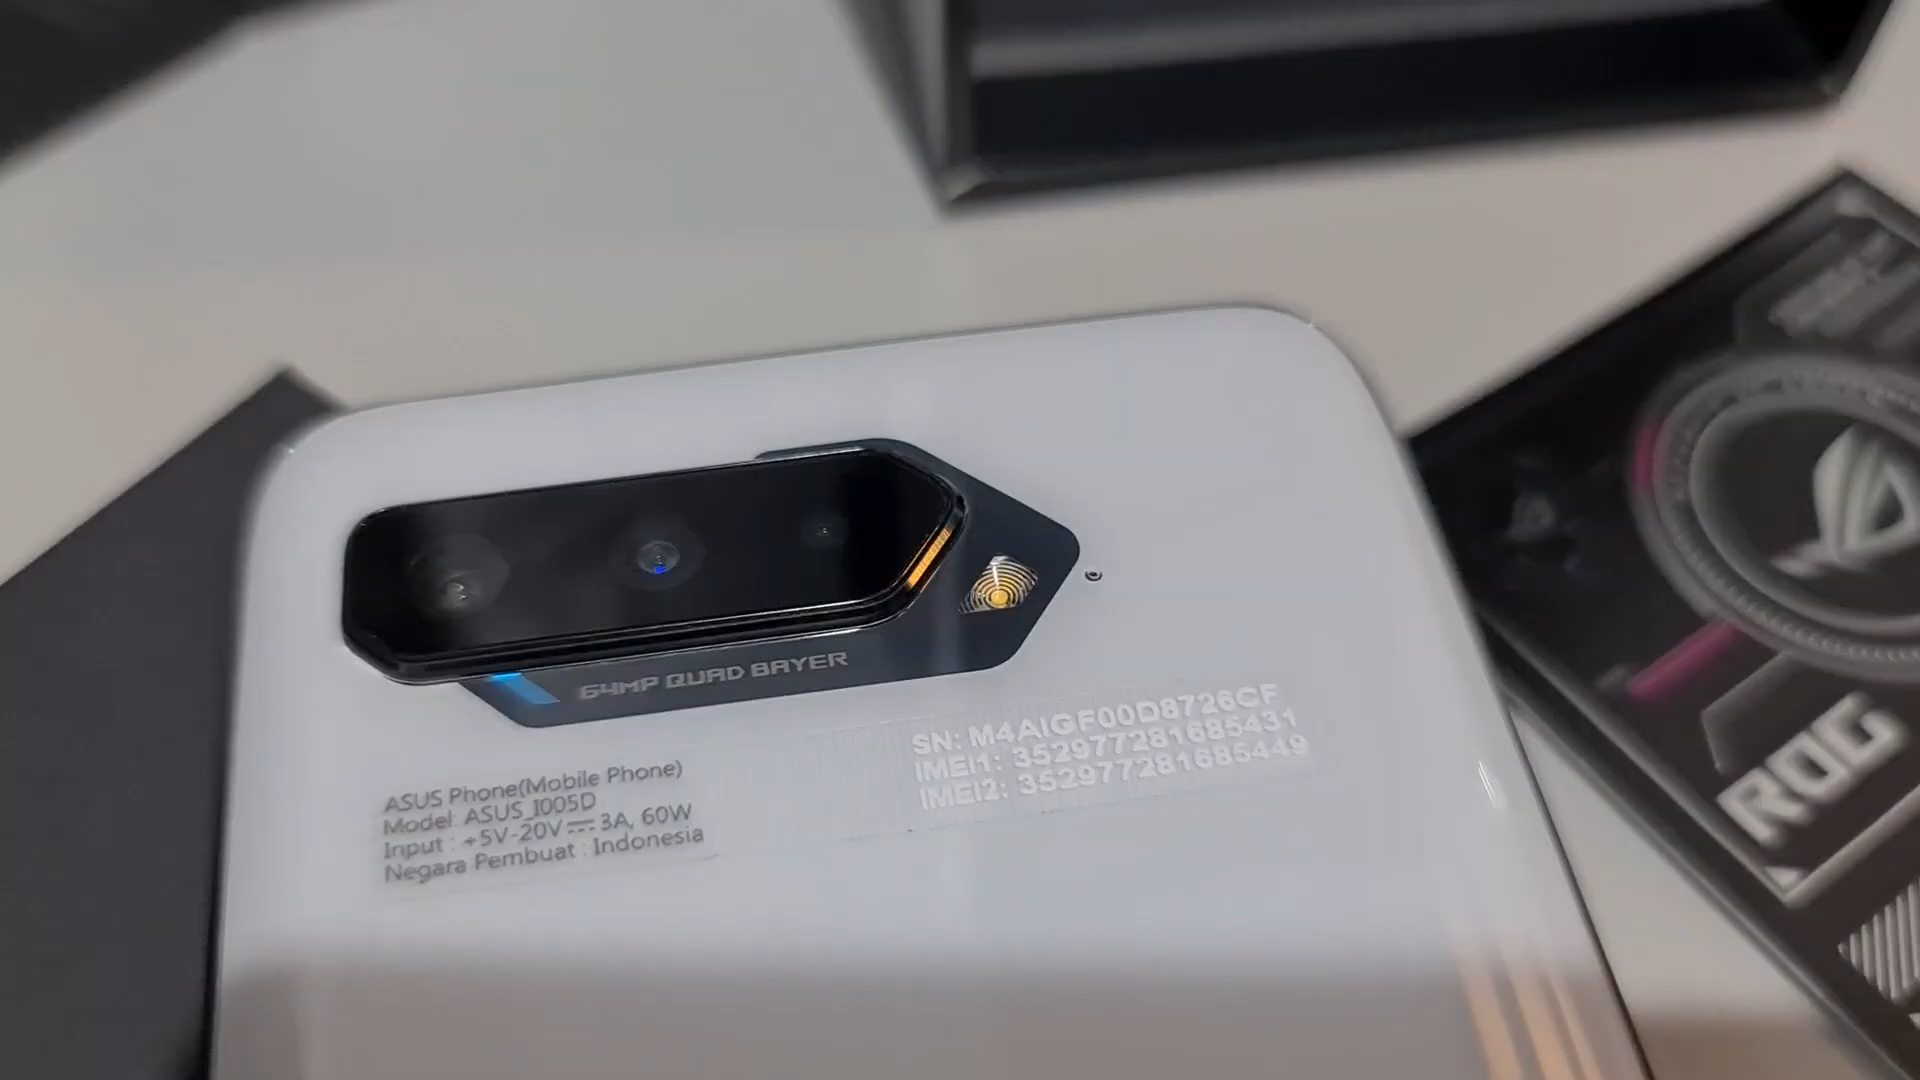 64MP QUAD BAYER
SN: M4AIGF00D8726CF
IMEI1: 352977281685431
IMEI2: 352977281685449
ASUS Phone(Mobile Phone)
Model: ASUS_I005D
Input : +5V-20V⎓3A, 60W
Negara Pembuat : Indonesia
ROG